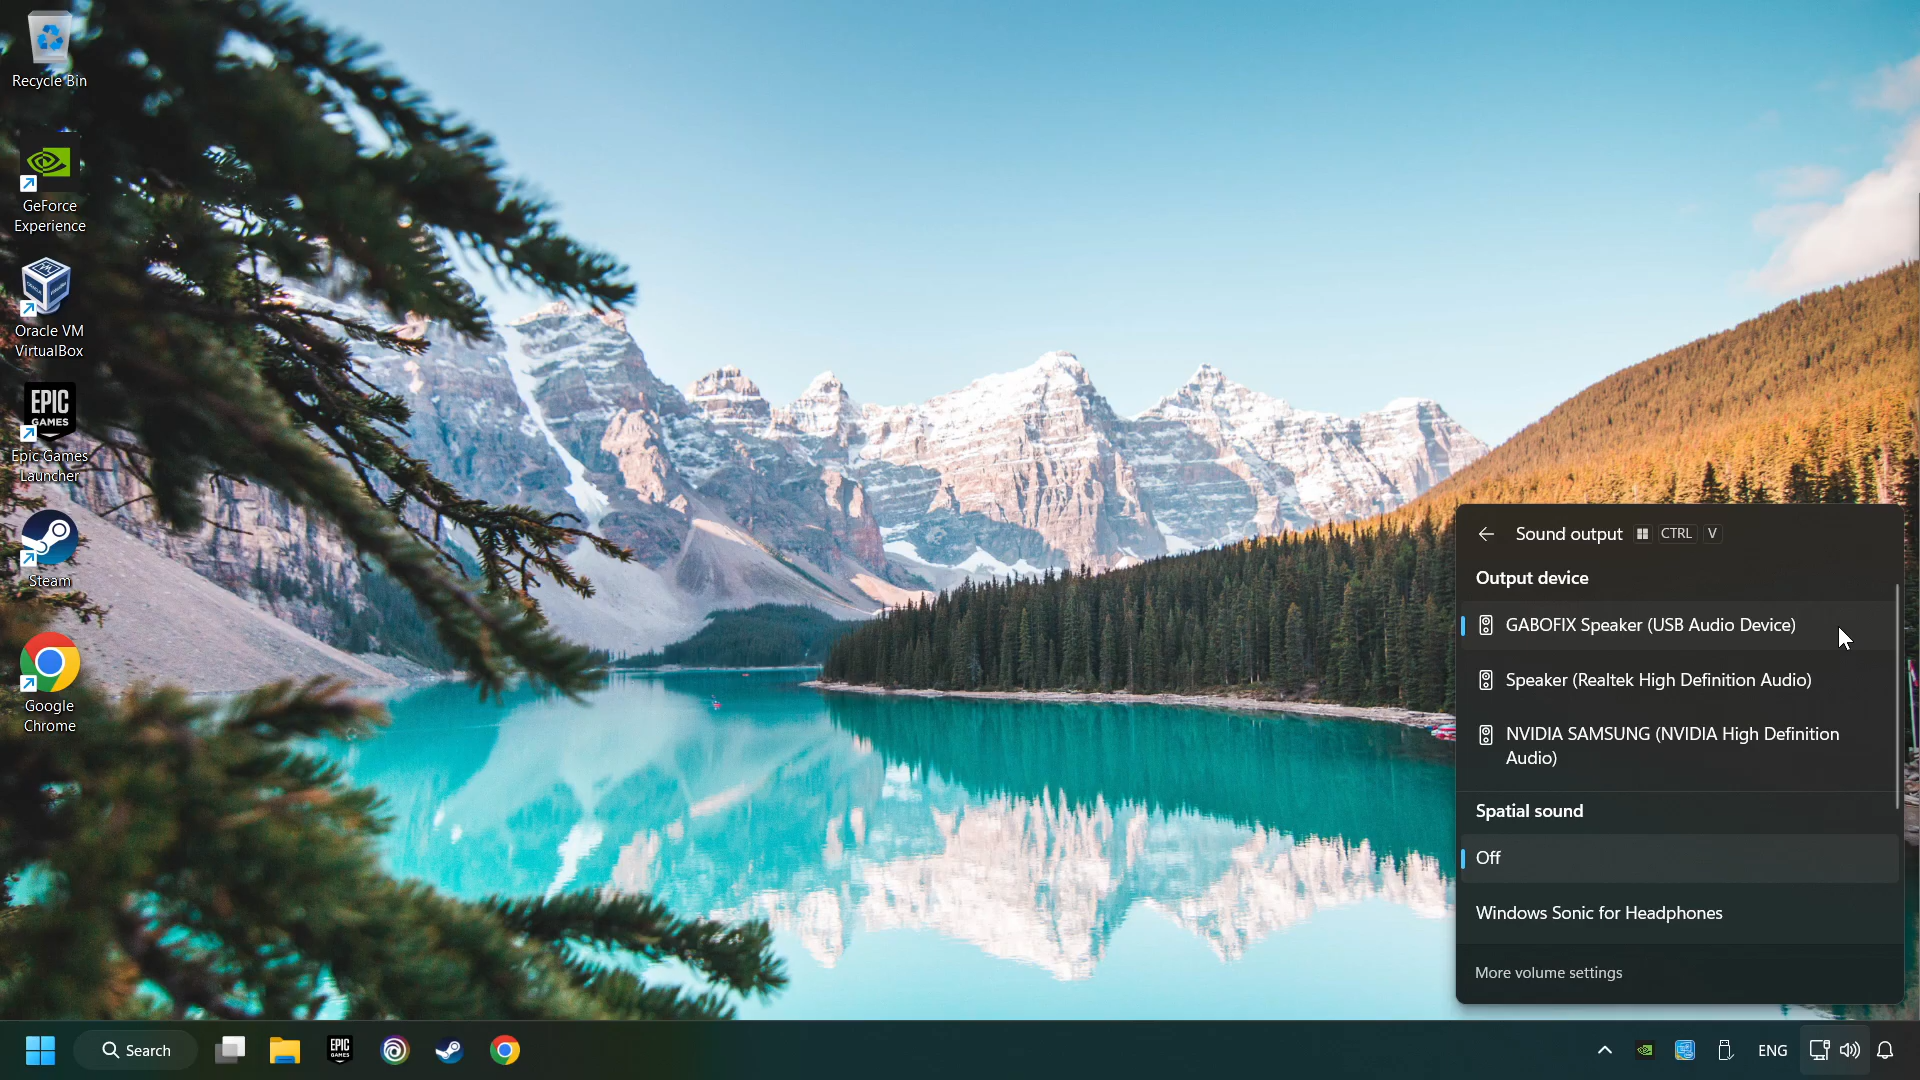 Recycle Bin
GeForce
Experience
Oracle VM
VirtualBox
EPIC
GAMES
Epic Games
Launcher
Steam
Google
Chrome
Sound output CTRL V
Output device
GABOFIX Speaker (USB Audio Device)
Speaker (Realtek High Definition Audio)
NVIDIA SAMSUNG (NVIDIA High Definition
Audio)
Spatial sound
Off
Windows Sonic for Headphones
More volume settings
Search
EPIC
GAMES
ENG